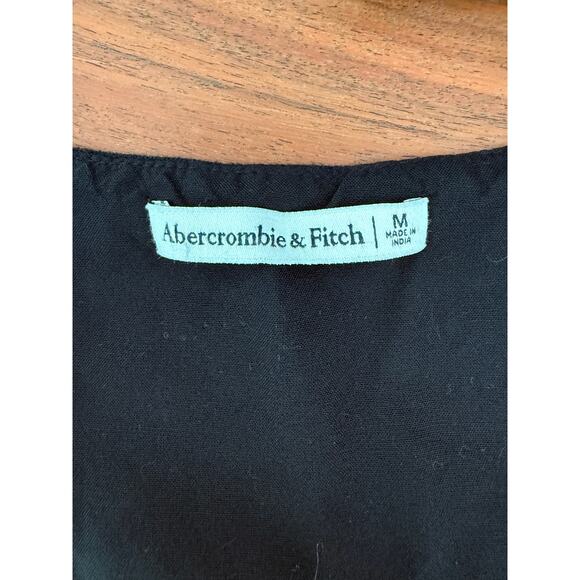 Abercrombie & Fitch | M
MADE IN
INDIA